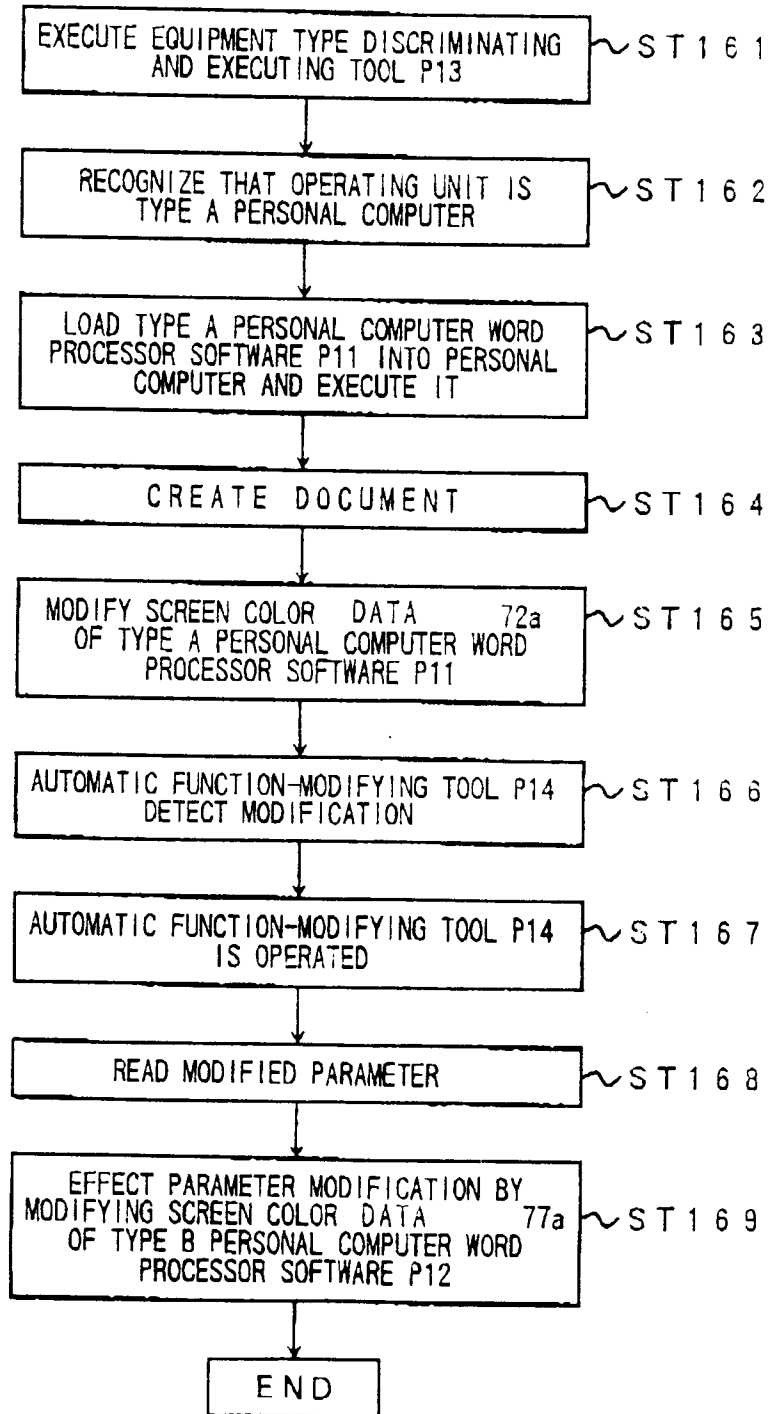 EXECUTE EQUIPMENT TYPE DISCRIMINATING
AND EXECUTING TOOL P13
ST161
RECOGNIZE THAT OPERATING UNIT IS
TYPE A PERSONAL COMPUTER
ST162
LOAD TYPE A PERSONAL COMPUTER WORD
PROCESSOR SOFTWARE P11 INTO PERSONAL
COMPUTER AND EXECUTE IT
ST163
CREATE DOCUMENT
ST164
MODIFY SCREEN COLOR DATA 72a
OF TYPE A PERSONAL COMPUTER WORD
PROCESSOR SOFTWARE P11
ST165
AUTOMATIC FUNCTION-MODIFYING TOOL P14
DETECT MODIFICATION
ST166
AUTOMATIC FUNCTION-MODIFYING TOOL P14
IS OPERATED
ST167
READ MODIFIED PARAMETER
ST168
EFFECT PARAMETER MODIFICATION BY
MODIFYING SCREEN COLOR DATA 77a
OF TYPE B PERSONAL COMPUTER WORD
PROCESSOR SOFTWARE P12
ST169
END